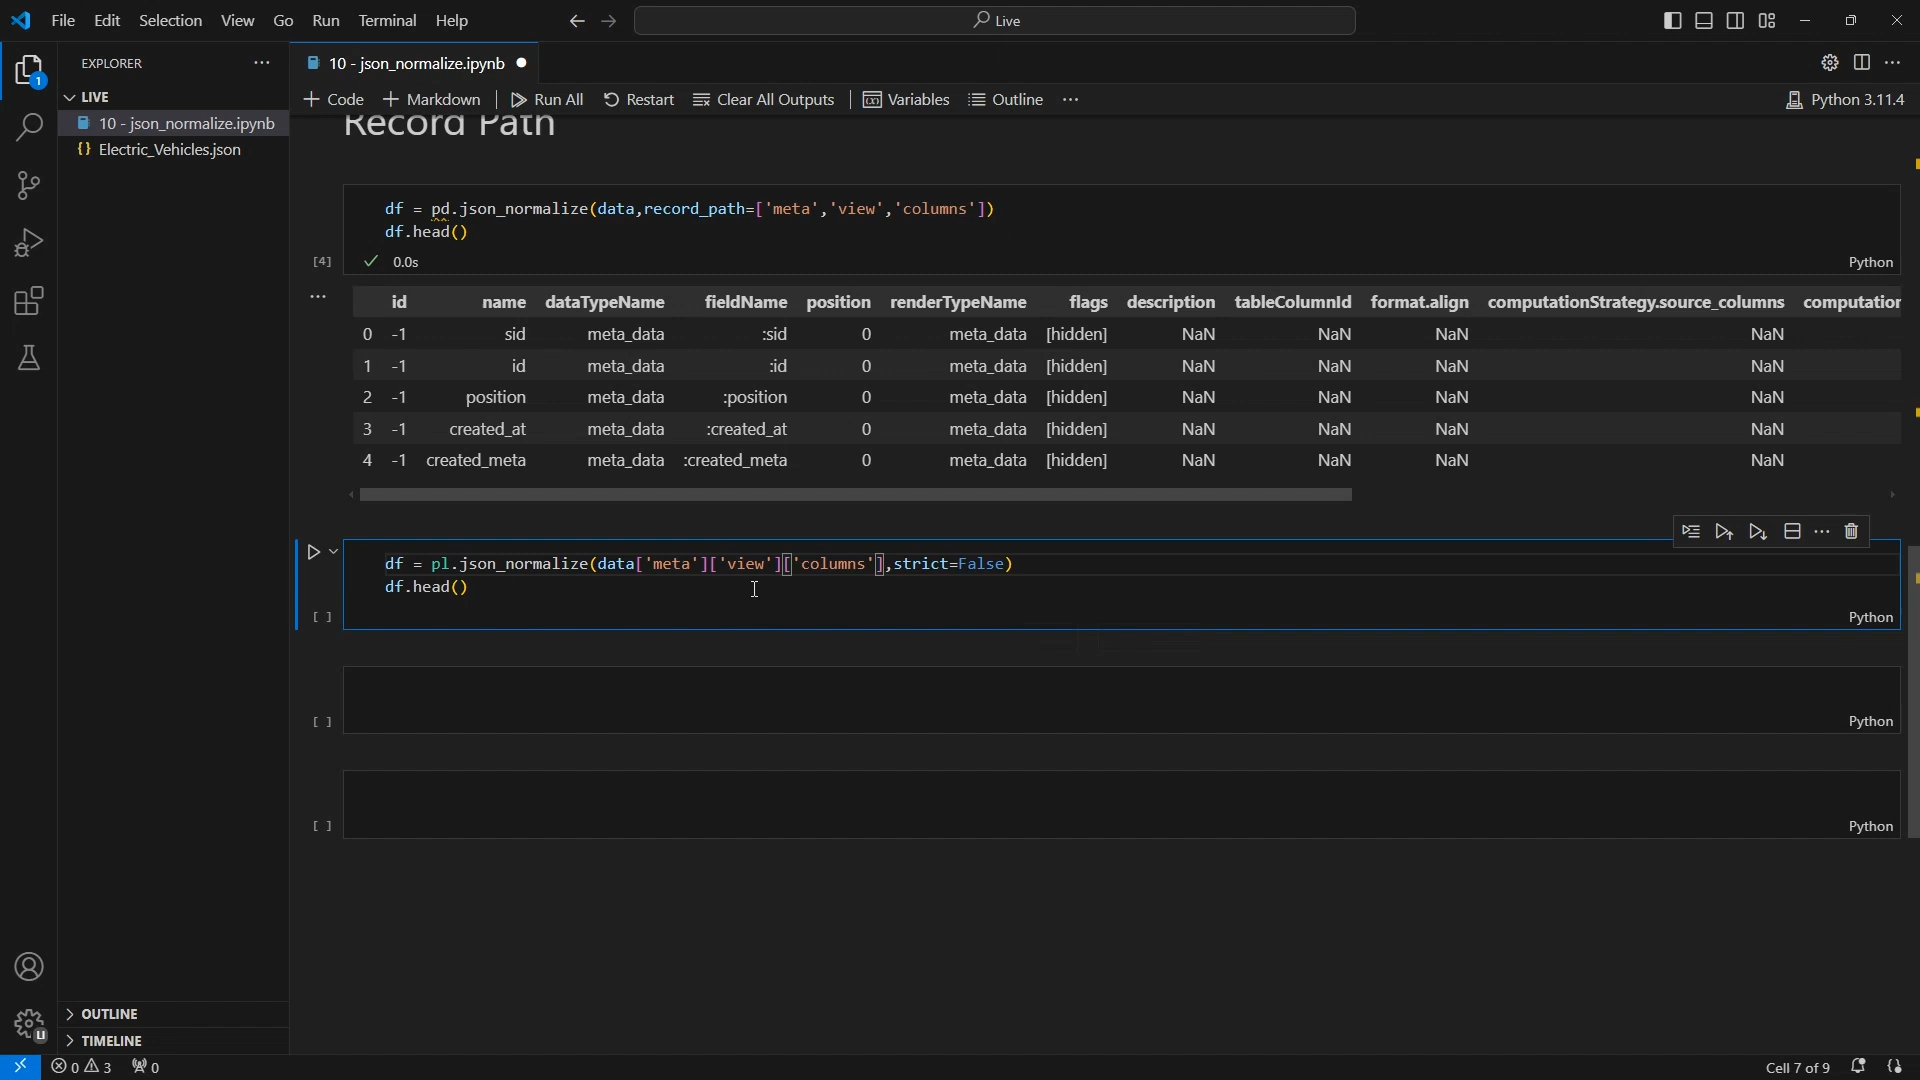 File Edit Selection View Go Run Terminal Help
Live
EXPLORER
1
LIVE
10 - json_normalize.ipynb
{} Electric_Vehicles.json
10 - json_normalize.ipynb
+ Code + Markdown Run All Restart Clear All Outputs Variables Outline ...
Python 3.11.4
Record Path
df = pd.json_normalize(data,record_path=['meta','view','columns'])
df.head()
[4] ✓ 0.0s Python
id name dataTypeName fieldName position renderTypeName flags description tableColumnId format.align computationStrategy.source_columns computation
0 -1 sid meta_data :sid 0 meta_data [hidden] NaN NaN NaN NaN
1 -1 id meta_data :id 0 meta_data [hidden] NaN NaN NaN NaN
2 -1 position meta_data :position 0 meta_data [hidden] NaN NaN NaN NaN
3 -1 created_at meta_data :created_at 0 meta_data [hidden] NaN NaN NaN NaN
4 -1 created_meta meta_data :created_meta 0 meta_data [hidden] NaN NaN NaN NaN
df = pl.json_normalize(data['meta']['view']['columns'],strict=False)
df.head()
[ ] Python
[ ] Python
[ ] Python
OUTLINE
TIMELINE
0 3 0
Cell 7 of 9